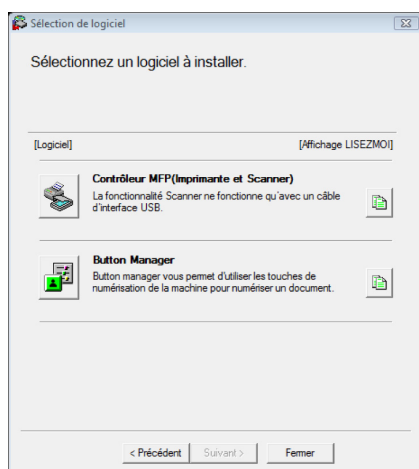 Sélection de logiciel
Sélectionnez un logiciel à installer.
[Logiciel] [Affichage LISEZMOI]
Contrôleur MFP(Imprimante et Scanner)
La fonctionnalité Scanner ne fonctionne qu'avec un câble
d'interface USB.
Button Manager
Button manager vous permet d'utiliser les touches de
numérisation de la machine pour numériser un document.
< Précédent Suivant > Fermer